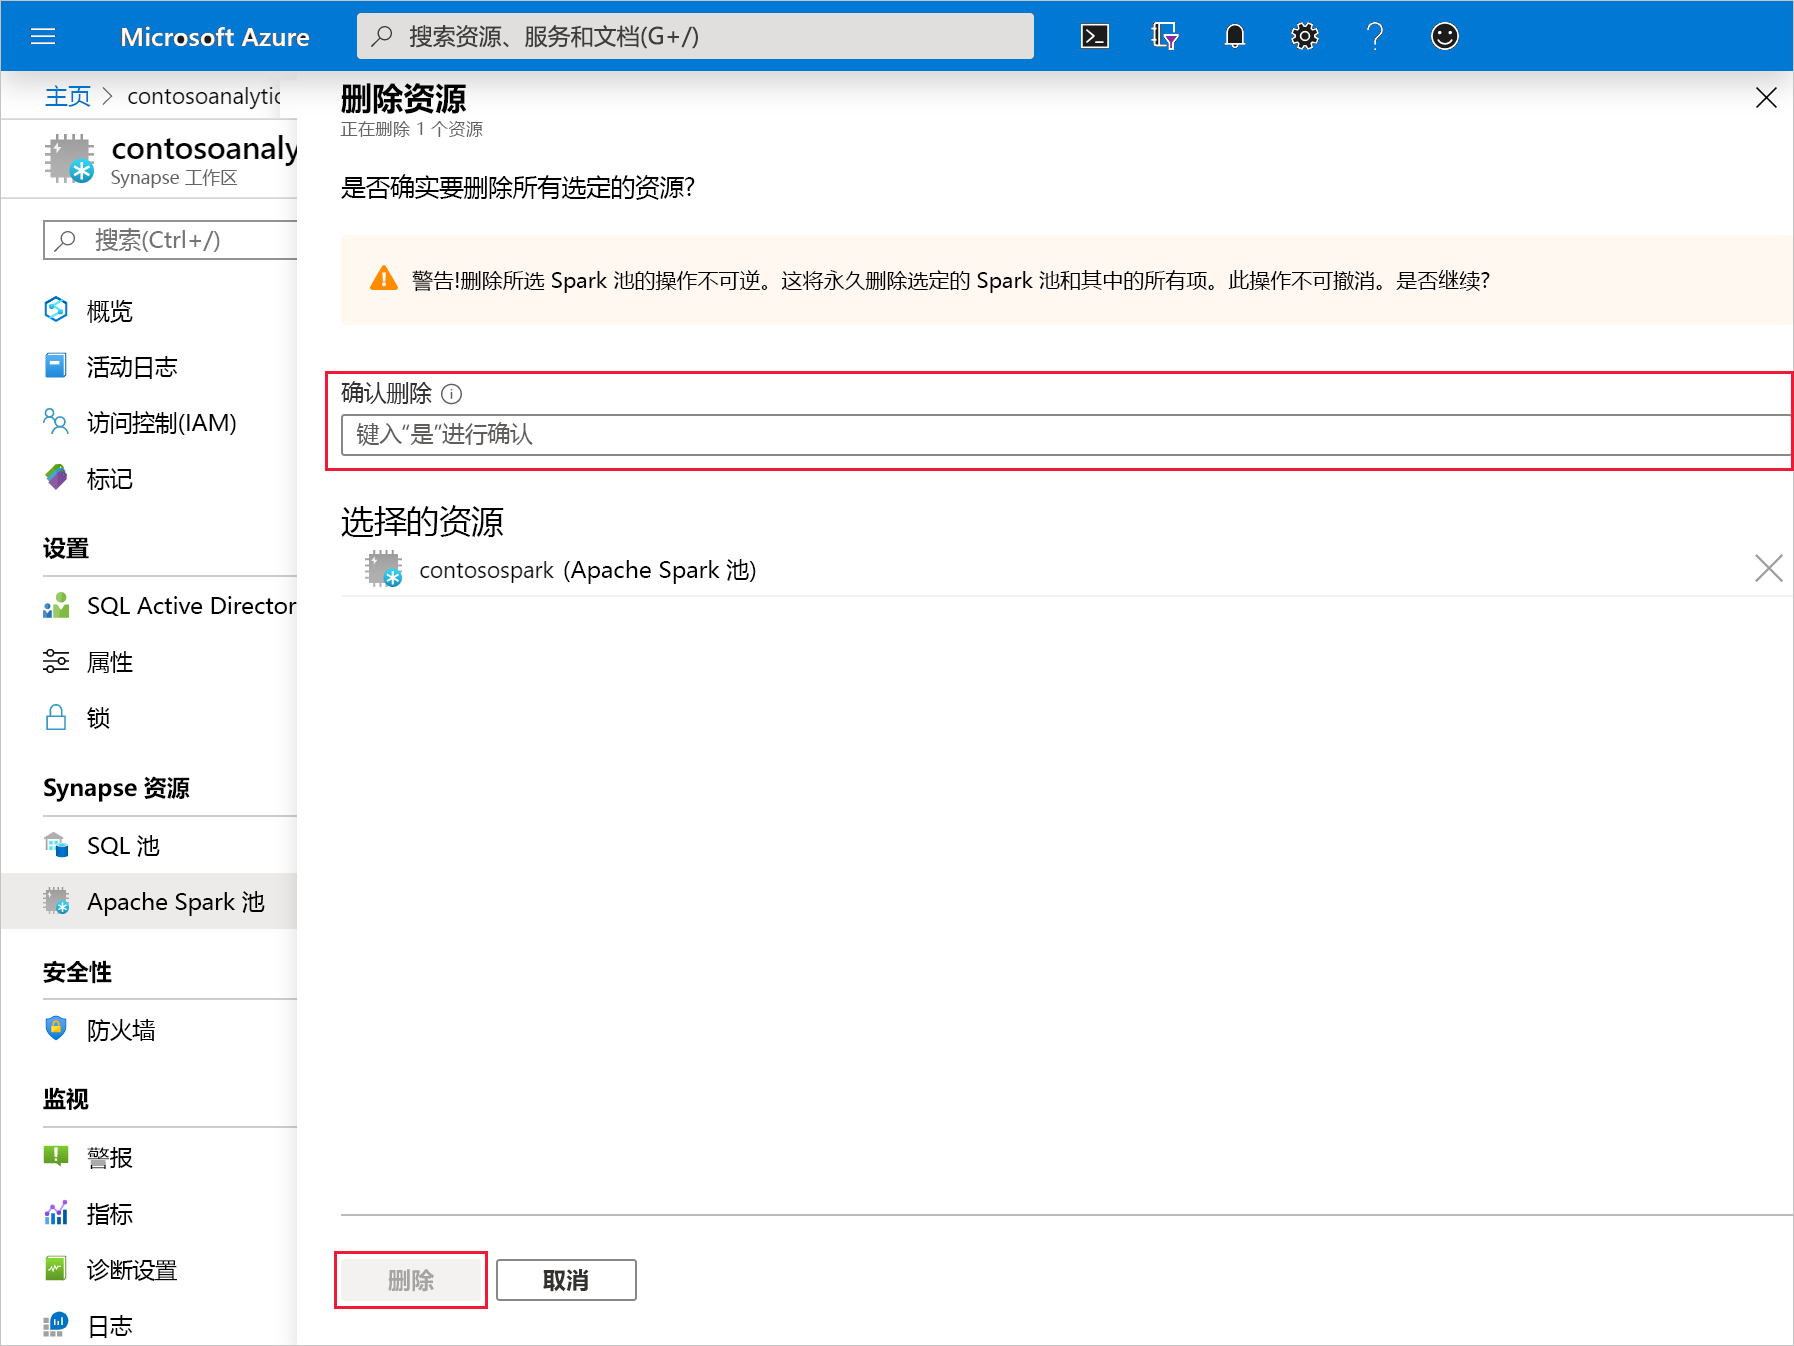 Microsoft Azure
搜索资源、服务和文档(G+/)
主页 > contosoanalytic
contosoanaly
Synapse 工作区
搜索(Ctrl+/)
概览
活动日志
访问控制(IAM)
标记
设置
SQL Active Director
属性
锁
Synapse 资源
SQL 池
Apache Spark 池
安全性
防火墙
监视
警报
指标
诊断设置
日志
删除资源
正在删除 1 个资源
是否确实要删除所有选定的资源?
警告!删除所选 Spark 池的操作不可逆。这将永久删除选定的 Spark 池和其中的所有项。此操作不可撤消。是否继续?
确认删除
键入“是”进行确认
选择的资源
contosospark (Apache Spark 池)
删除
取消